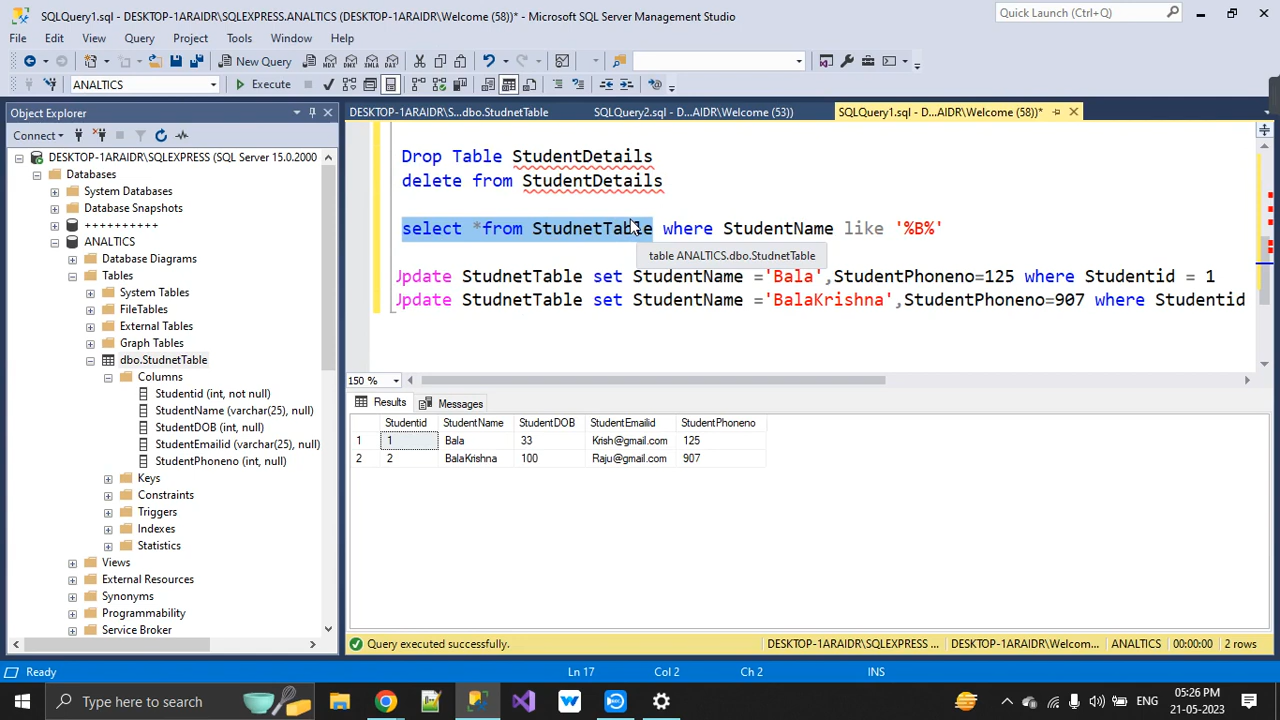 SQLQuery1.sql - DESKTOP-1ARAIDR\SQLEXPRESS.ANALTICS (DESKTOP-1ARAIDR\Welcome (58))* - Microsoft SQL Server Management Studio
Quick Launch (Ctrl+Q)
File Edit View Query Project Tools Window Help
New Query
MDX DMX XMLA DAX
ANALTICS
Execute
Object Explorer
DESKTOP-1ARAIDR\S...dbo.StudnetTable
SQLQuery2.sql - D...AIDR\Welcome (53))
SQLQuery1.sql - D...AIDR\Welcome (58))*
Connect
DESKTOP-1ARAIDR\SQLEXPRESS (SQL Server 15.0.2000
Databases
System Databases
Database Snapshots
++++++++++
ANALTICS
Database Diagrams
Tables
System Tables
FileTables
External Tables
Graph Tables
dbo.StudnetTable
Columns
Studentid (int, not null)
StudentName (varchar(25), null)
StudentDOB (int, null)
StudentEmailid (varchar(25), null)
StudentPhoneno (int, null)
Keys
Constraints
Triggers
Indexes
Statistics
Views
External Resources
Synonyms
Programmability
Service Broker
Drop Table StudentDetails
delete from StudentDetails
select *from StudnetTable where StudentName like '%B%'
table ANALTICS.dbo.StudnetTable
Update StudnetTable set StudentName ='Bala',StudentPhoneno=125 where Studentid = 1
Update StudnetTable set StudentName ='BalaKrishna',StudentPhoneno=907 where Studentid
150 %
Results Messages
Studentid StudentName StudentDOB StudentEmailid StudentPhoneno
1 1 Bala 33 Krish@gmail.com 125
2 2 BalaKrishna 100 Raju@gmail.com 907
Query executed successfully.
DESKTOP-1ARAIDR\SQLEXPRESS ... DESKTOP-1ARAIDR\Welcom... ANALTICS 00:00:00 2 rows
Ready
Ln 17 Col 2 Ch 2 INS
Type here to search
ENG
05:26 PM
21-05-2023